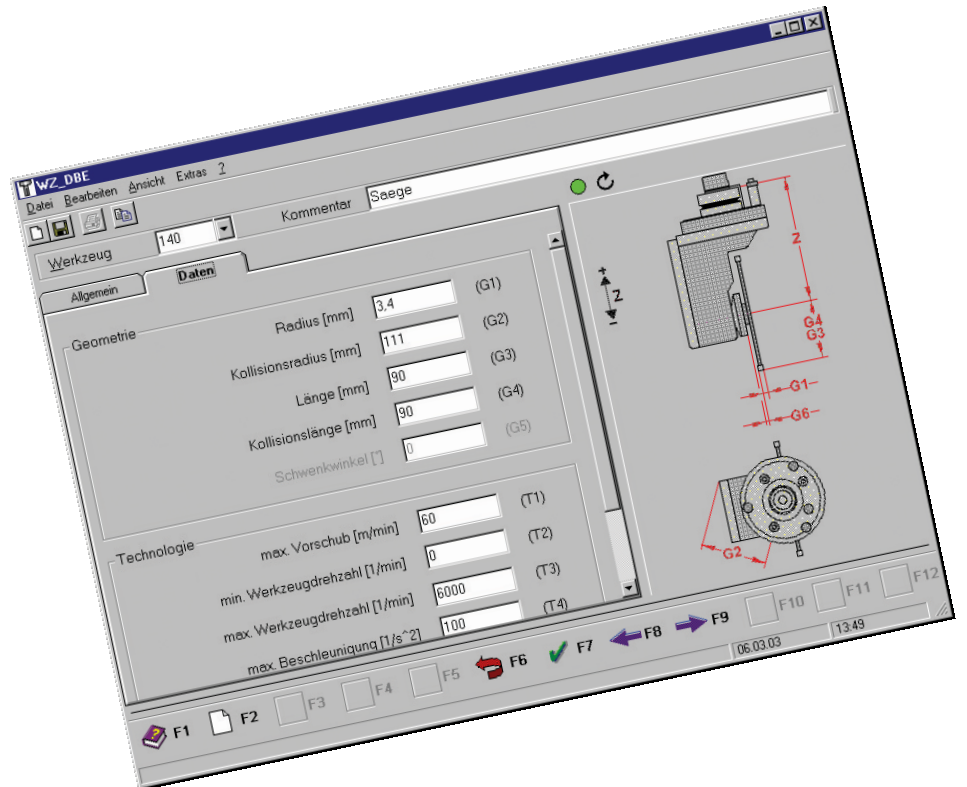 WZ_DBE
Datei Bearbeiten Ansicht Extras ?
Werkzeug 140 Kommentar Saege
Allgemein Daten
Geometrie
Radius [mm] 3,4 (G1)
Kollisionsradius [mm] 111 (G2)
Länge [mm] 90 (G3)
Kollisionslänge [mm] 90 (G4)
Schwenkwinkel [°] 0 (G5)
Technologie
max. Vorschub [m/min] 60 (T1)
min. Werkzeugdrehzahl [1/min] 0 (T2)
max. Werkzeugdrehzahl [1/min] 6000 (T3)
max. Beschleunigung [1/s^2] 100 (T4)
+
Z
-
Z
G4
G3
G1
G6
G2
F1 F2 F3 F4 F5 F6 F7 F8 F9 F10 F11 F12
06.03.03 13:49